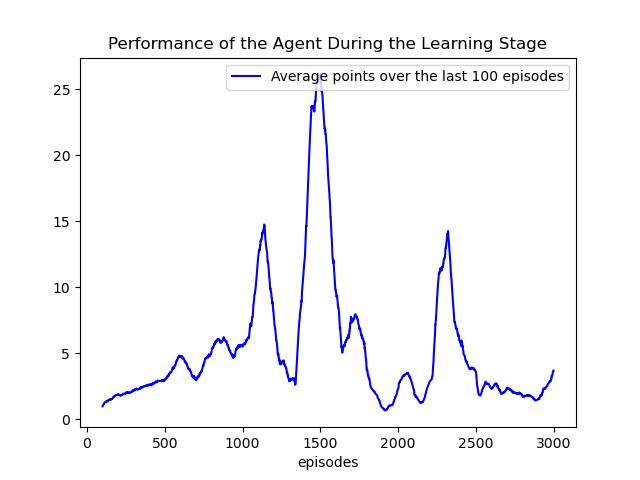 Performance of the Agent During the Learning Stage
Average points over the last 100 episodes
25
20
15
10
5
0
0 500 1000 1500 2000 2500 3000
episodes